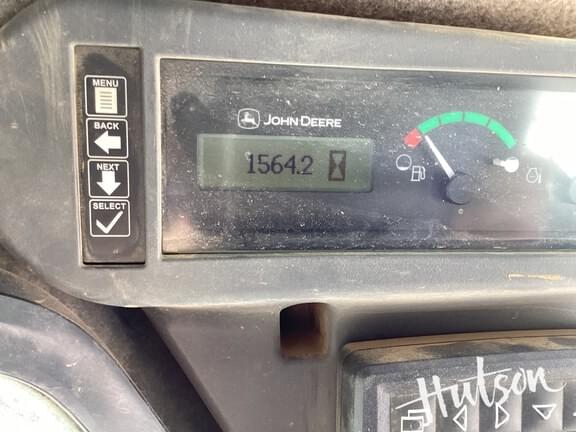 MENU
BACK
NEXT
SELECT
JOHN DEERE
1564.2
Hutson